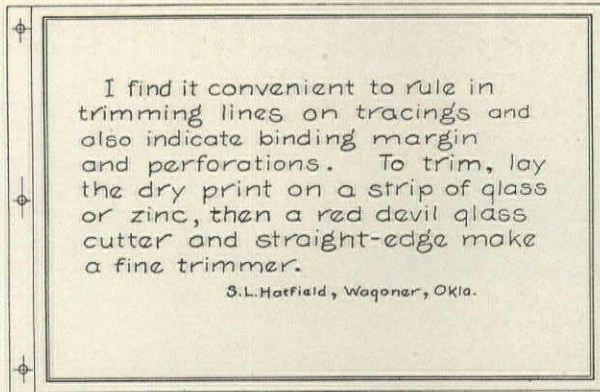 I find it convenient to rule in
trimming lines on tracings and
also indicate binding margin
and perforations. To trim, lay
the dry print on a strip of glass
or zinc, then a red devil glass
cutter and straight-edge make
a fine trimmer.
S.L. Hatfield, Wagoner, Okla.